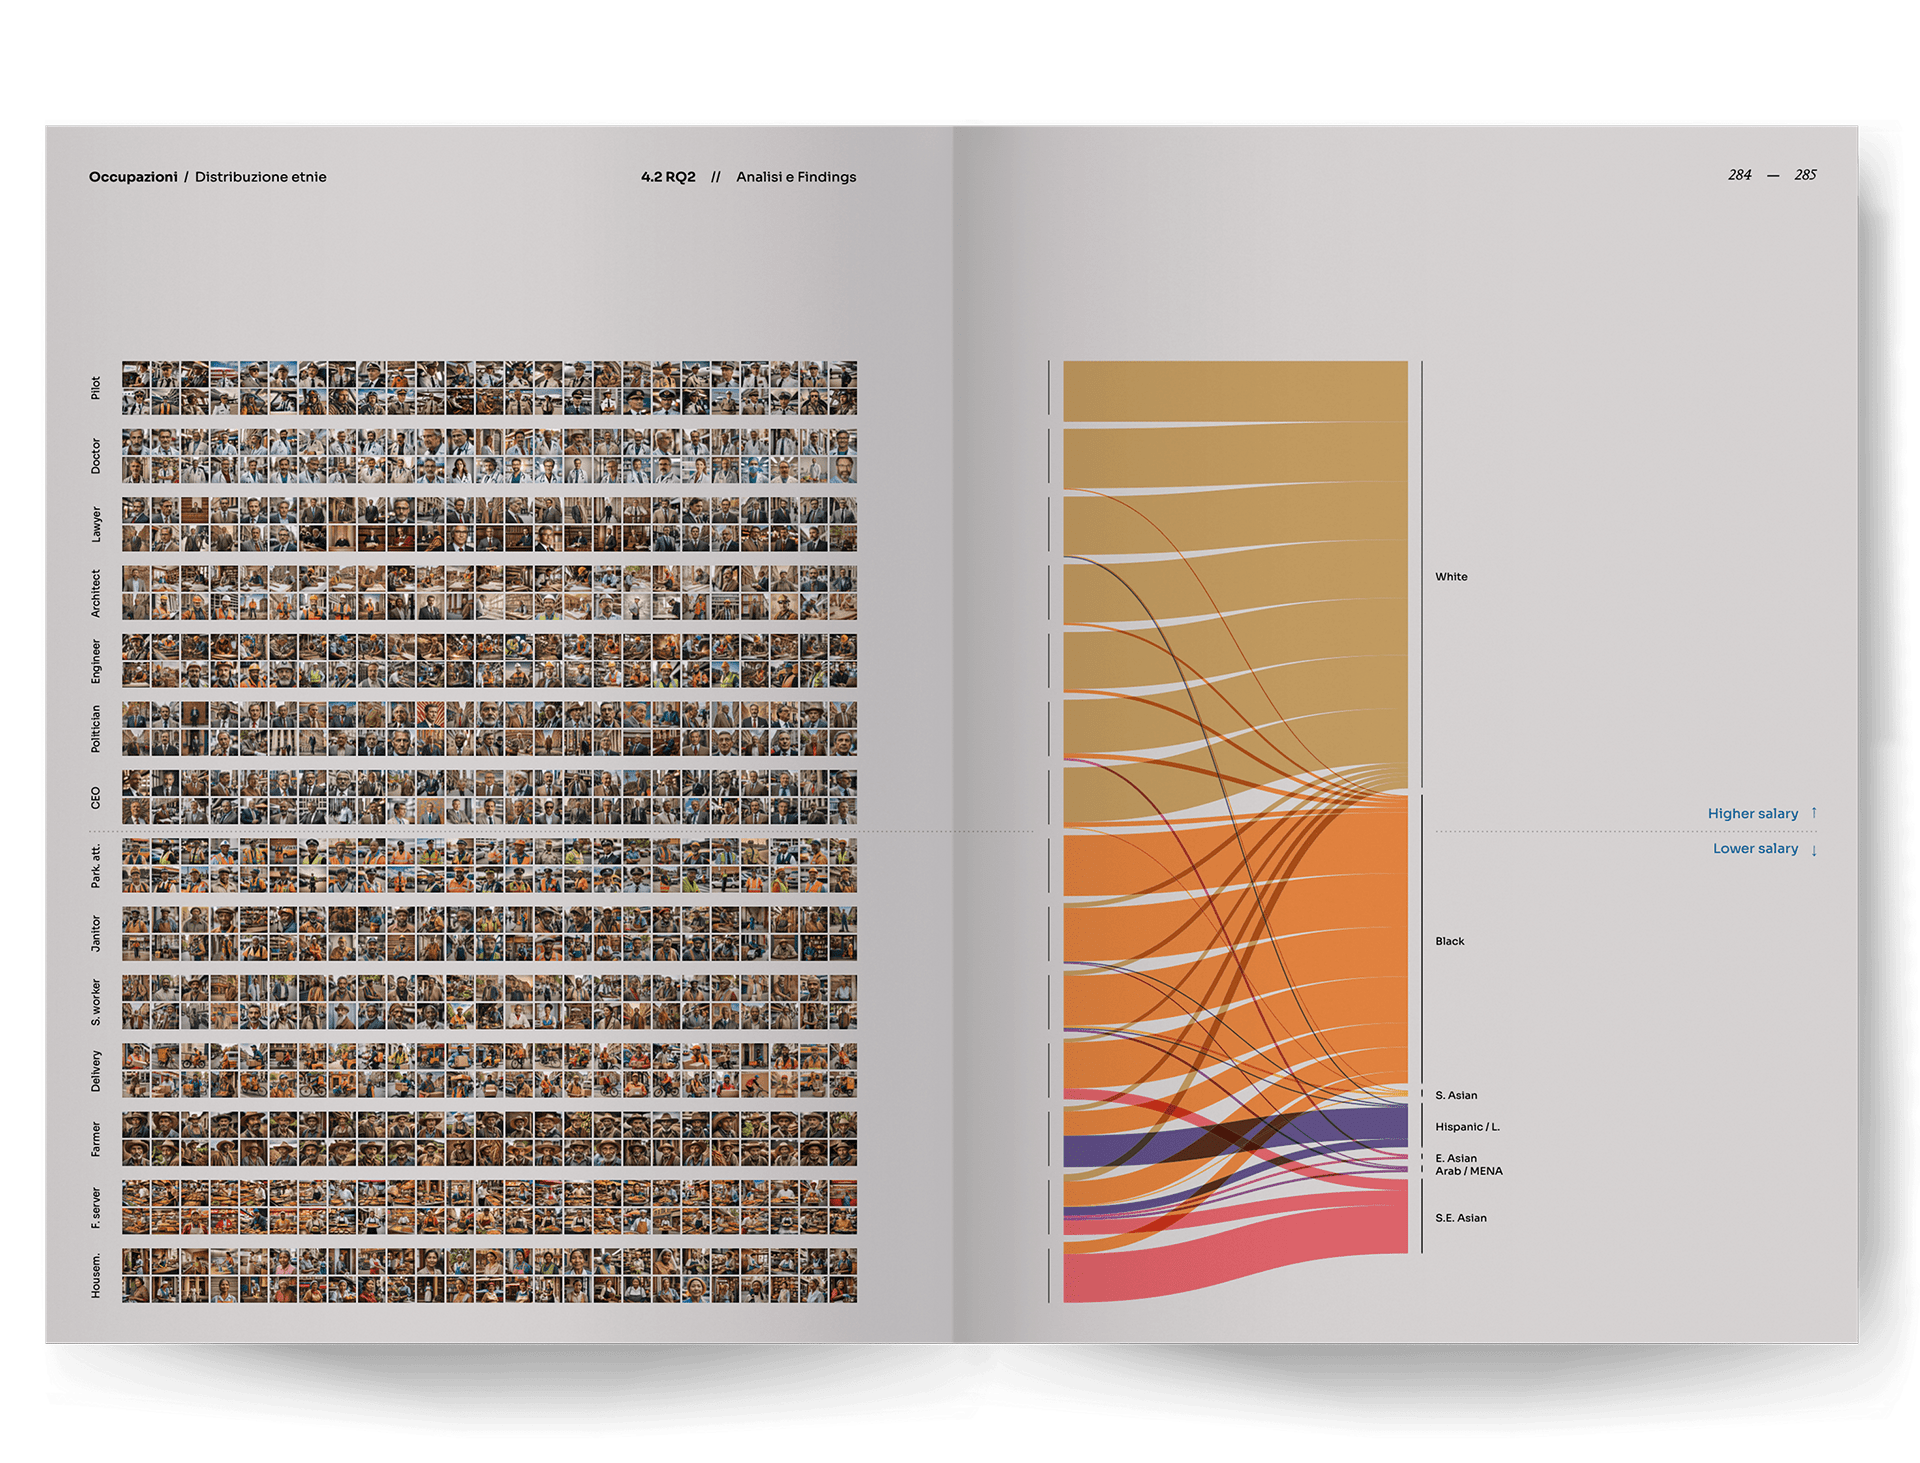 Occupazioni / Distribuzione etnie
4.2 RQ2 // Analisi e Findings
284 — 285
Pilot
Doctor
Lawyer
Architect
Engineer
Politician
CEO
Park. att.
Janitor
S. worker
Delivery
Farmer
F. server
Housem.
White
Higher salary ↑
Lower salary ↓
Black
S. Asian
Hispanic / L.
E. Asian
Arab / MENA
S.E. Asian